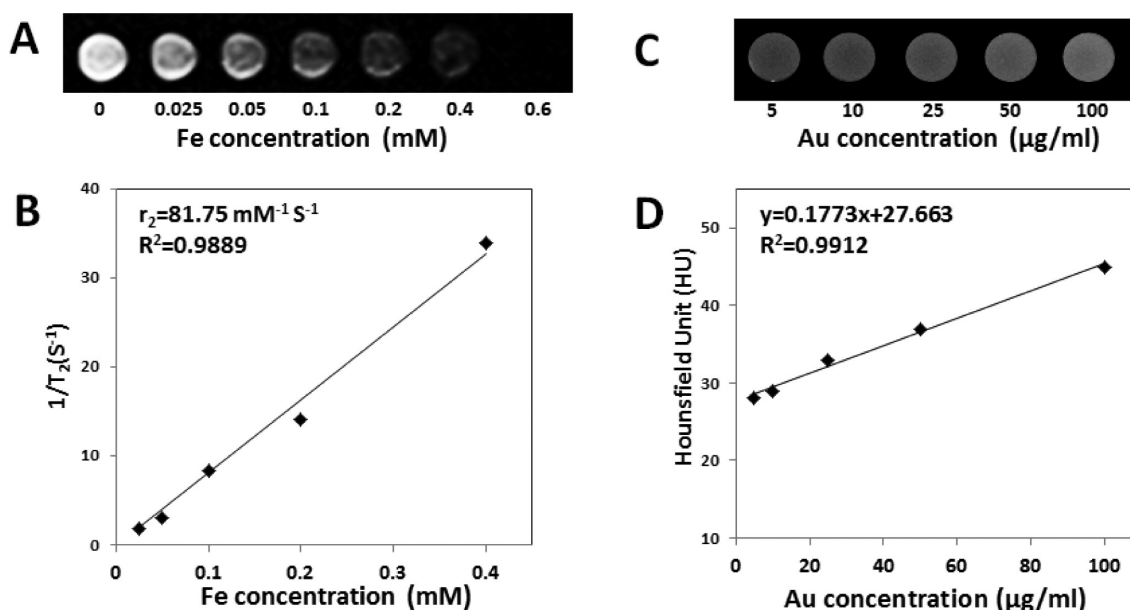 A
0 0.025 0.05 0.1 0.2 0.4 0.6
Fe concentration (mM)
B
r₂=81.75 mM⁻¹ S⁻¹
R²=0.9889
40
30
20
10
0
1/T₂(S⁻¹)
0 0.1 0.2 0.3 0.4
Fe concentration (mM)
C
5 10 25 50 100
Au concentration (µg/ml)
D
y=0.1773x+27.663
R²=0.9912
50
40
30
20
10
Hounsfield Unit (HU)
0 20 40 60 80 100
Au concentration (µg/ml)